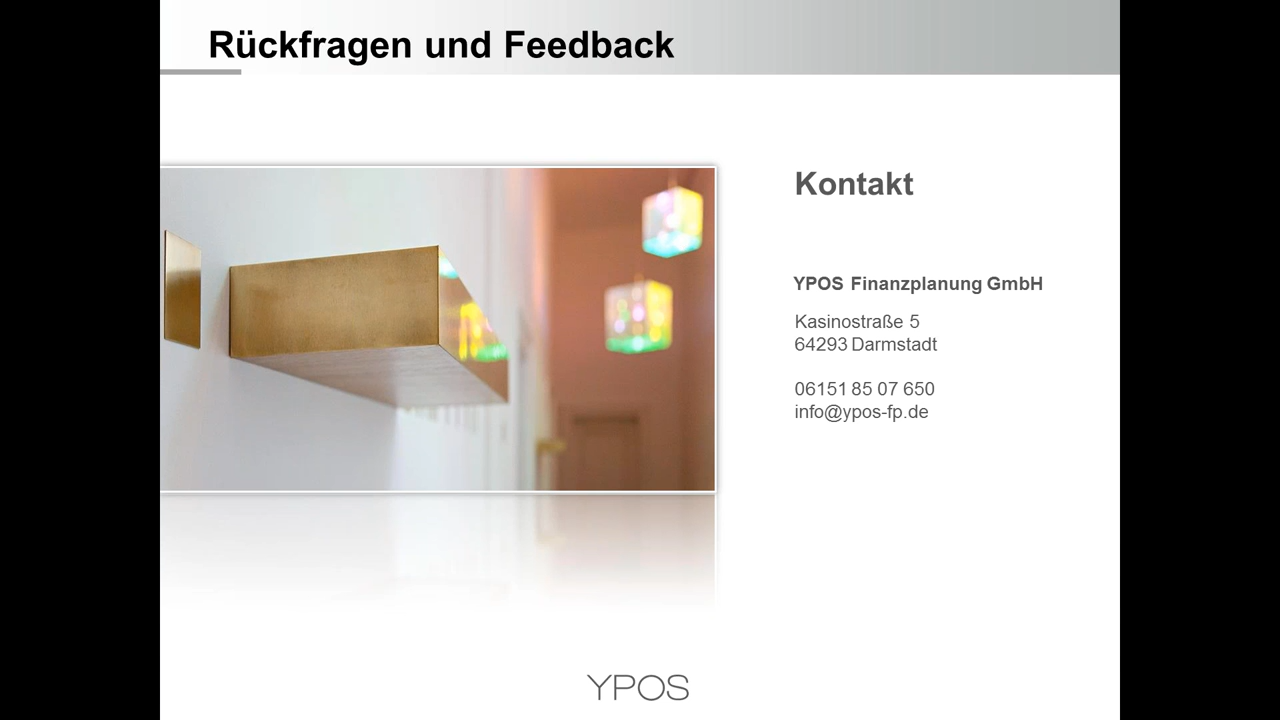 Rückfragen und Feedback
Kontakt
YPOS Finanzplanung GmbH
Kasinostraße 5
64293 Darmstadt
06151 85 07 650
info@ypos-fp.de
YPOS